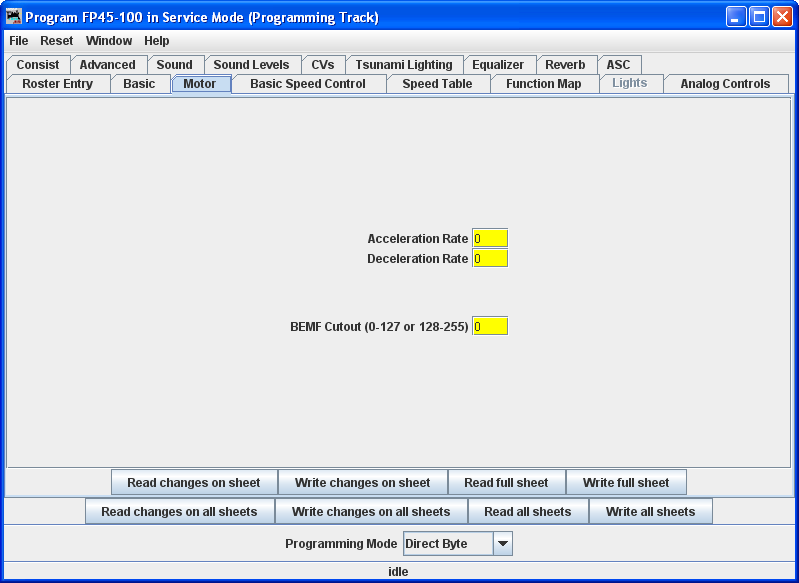 Program FP45-100 in Service Mode (Programming Track)
File Reset Window Help
Consist Advanced Sound Sound Levels CVs Tsunami Lighting Equalizer Reverb ASC
Roster Entry Basic Motor Basic Speed Control Speed Table Function Map Lights Analog Controls
Acceleration Rate 0
Deceleration Rate 0
BEMF Cutout (0-127 or 128-255) 0
Read changes on sheet Write changes on sheet Read full sheet Write full sheet
Read changes on all sheets Write changes on all sheets Read all sheets Write all sheets
Programming Mode Direct Byte
idle